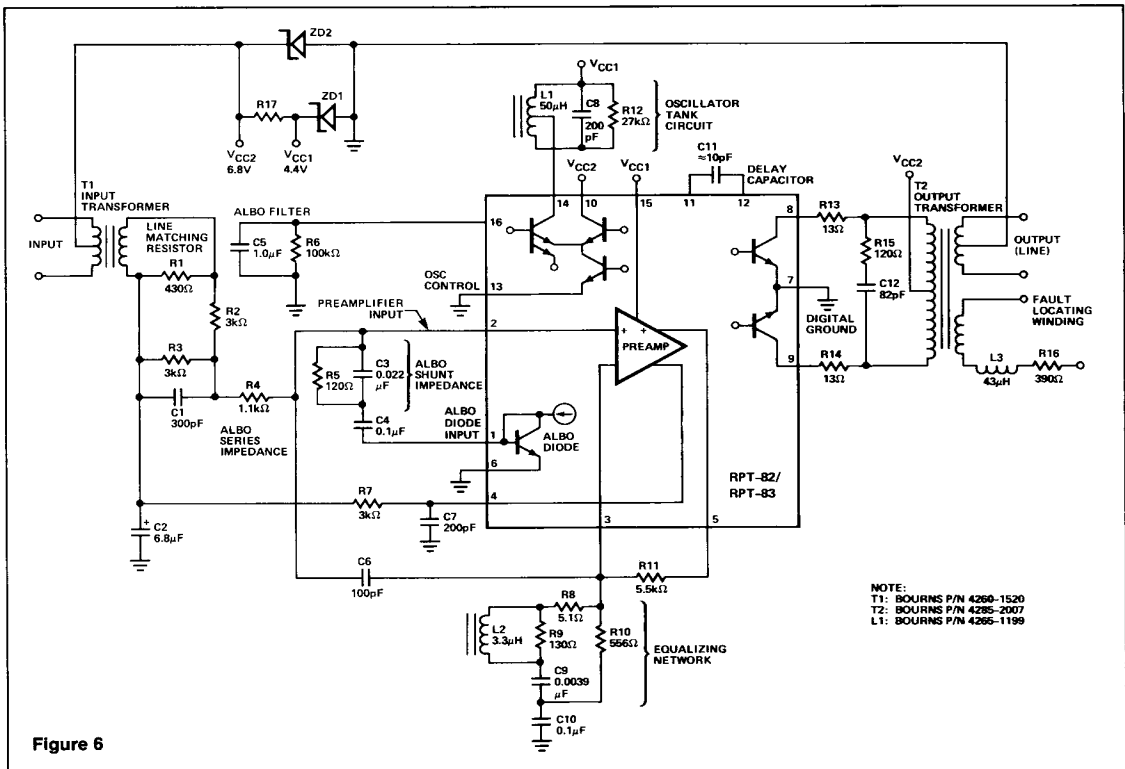 ZD2
R17
ZD1
VCC2
6.8V
VCC1
4.4V
VCC1
L1
50μH
C8
200
pF
R12
27kΩ
OSCILLATOR
TANK
CIRCUIT
C11
≈10pF
DELAY
CAPACITOR
VCC2
VCC1
14
10
15
11
12
T1
INPUT
TRANSFORMER
INPUT
LINE
MATCHING
RESISTOR
R1
430Ω
R2
3kΩ
R3
3kΩ
C1
300pF
R4
1.1kΩ
ALBO
SERIES
IMPEDANCE
ALBO FILTER
C5
1.0μF
R6
100kΩ
16
OSC
CONTROL
13
PREAMPLIFIER
INPUT
2
R5
120Ω
C3
0.022
μF
ALBO
SHUNT
IMPEDANCE
C4
0.1μF
ALBO
DIODE
INPUT
1
6
ALBO
DIODE
+
+
PREAMP
RPT-82/
RPT-83
4
3
5
8
7
9
DIGITAL
GROUND
R13
13Ω
R14
13Ω
R15
120Ω
C12
82pF
VCC2
T2
OUTPUT
TRANSFORMER
OUTPUT
(LINE)
FAULT
LOCATING
WINDING
L3
43μH
R16
390Ω
+
C2
6.8μF
R7
3kΩ
C7
200pF
C6
100pF
R11
5.5kΩ
R8
5.1Ω
L2
3.3μH
R9
130Ω
R10
556Ω
C9
0.0039
μF
C10
0.1μF
EQUALIZING
NETWORK
NOTE:
T1: BOURNS P/N 4260-1520
T2: BOURNS P/N 4285-2007
L1: BOURNS P/N 4265-1199
Figure 6